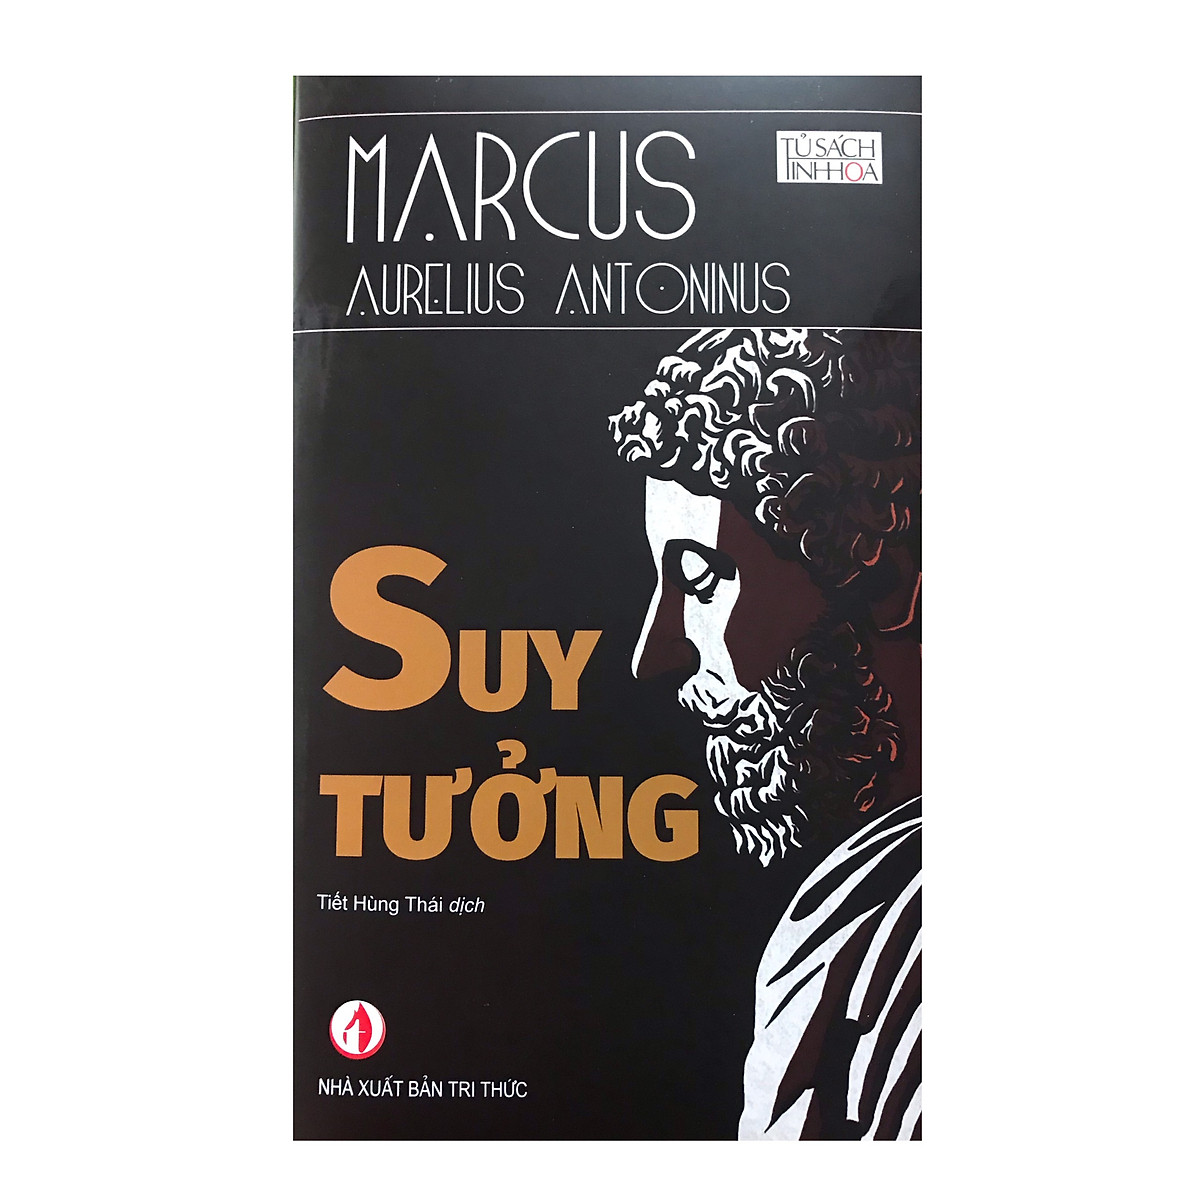 MARCUS
TỦ SÁCH
TINH HOA
AURELIUS ANTONINUS
SUY
TƯỞNG
Tiết Hùng Thái dịch
NHÀ XUẤT BẢN TRI THỨC